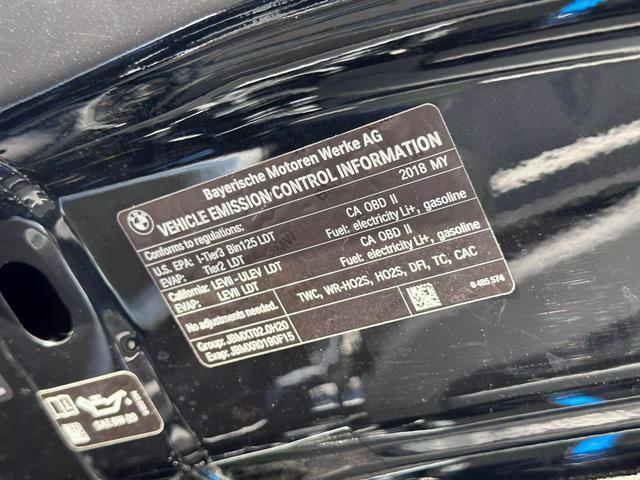 BMW
Bayerische Motoren Werke AG
VEHICLE EMISSION CONTROL INFORMATION
Conforms to regulations: 2018 MY
U.S. EPA: I-Tier3 Bin125 LDT CA OBD II
EVAP: Tier2 LDT Fuel: electricity Li+, gasoline
California: LEVII-ULEV LDT CA OBD II
EVAP: LEVII LDT Fuel: electricity Li+, gasoline
No adjustments needed. TWC, WR-HO2S, HO2S, DFI, TC, CAC
Group: JBMXT02.0H20
Evap: JBMXR0190F15 8 485 574
SAE 0W-20